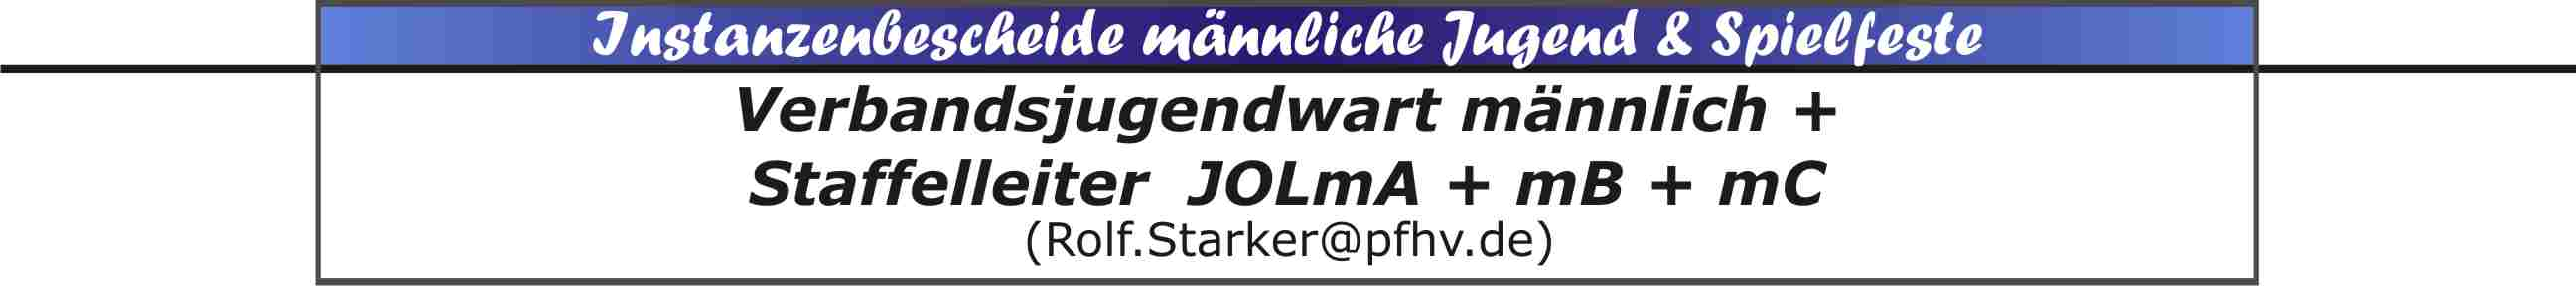 Instanzenbescheide männliche Jugend & Spielfeste
Verbandsjugendwart männlich +
Staffelleiter JOLmA + mB + mC
(Rolf.Starker@pfhv.de)